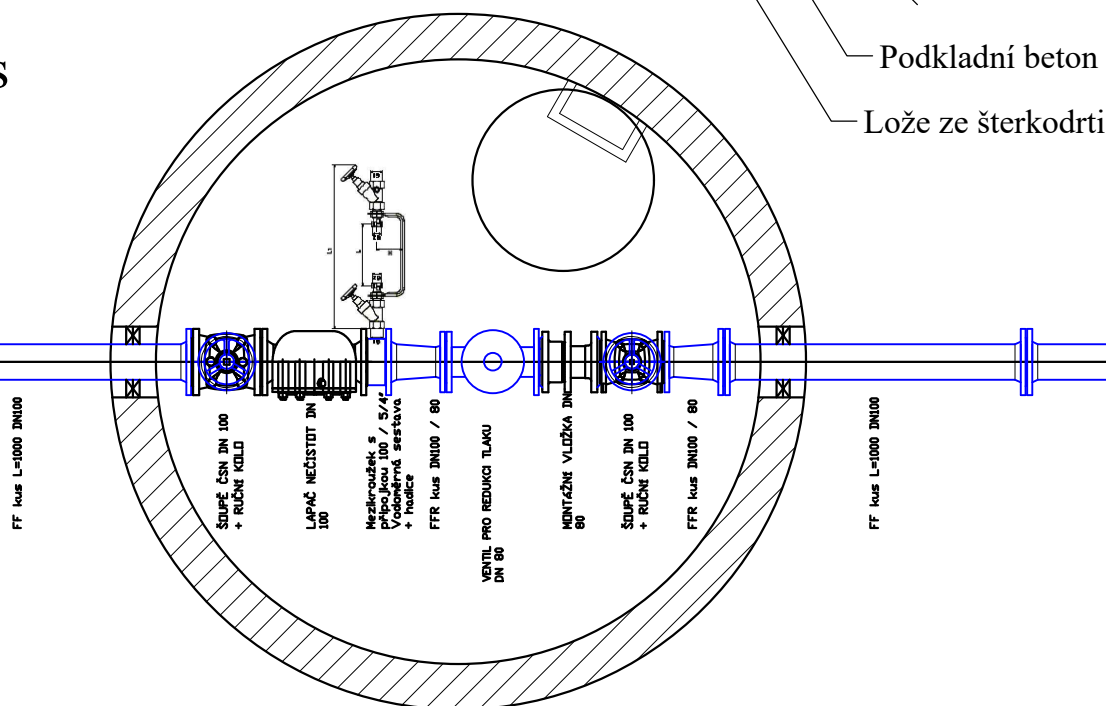 s
Podkladní beton
Lože ze šterkodrti
FF kus L=1000 DN100
ŠOUPĚ ČSN DN 100
+ RUČNÍ KOLO
LAPAČ NEČISTOT DN
100
Mezikroužek s
přípojkou 100 / 5/4"
Vodoměrná sestava
+ hadice
FFR kus DN100 / 80
VENTIL PRO REDUKCI TLAKU
DN 80
MONTÁŽNÍ VLOŽKA DN
80
ŠOUPĚ ČSN DN 100
+ RUČNÍ KOLO
FFR kus DN100 / 80
FF kus L=1000 DN100
L1
L